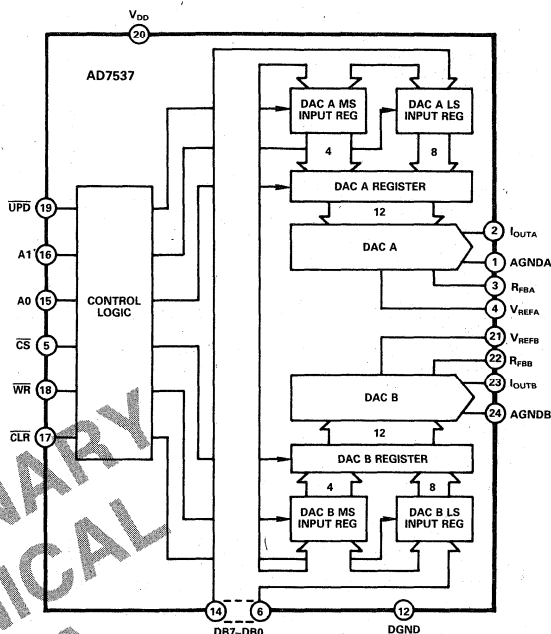 VDD
20
AD7537
DAC A MS
INPUT REG
DAC A LS
INPUT REG
4
8
DAC A REGISTER
12
DAC A
2 IOUTA
1 AGNDA
3 RFBA
4 VREFA
UPD 19
A1 16
A0 15
CS 5
WR 18
CLR 17
CONTROL
LOGIC
21 VREFB
22 RFBB
23 IOUTB
24 AGNDB
DAC B
12
DAC B REGISTER
4
8
DAC B MS
INPUT REG
DAC B LS
INPUT REG
14
6
12
DB7–DB0
DGND
NARY
NICAL